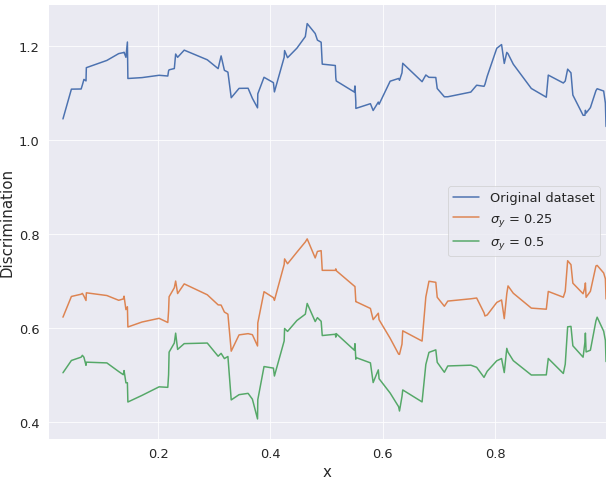 1.2
1.0
0.8
0.6
0.4
Discrimination
Original dataset
σy = 0.25
σy = 0.5
0.2 0.4 0.6 0.8
x